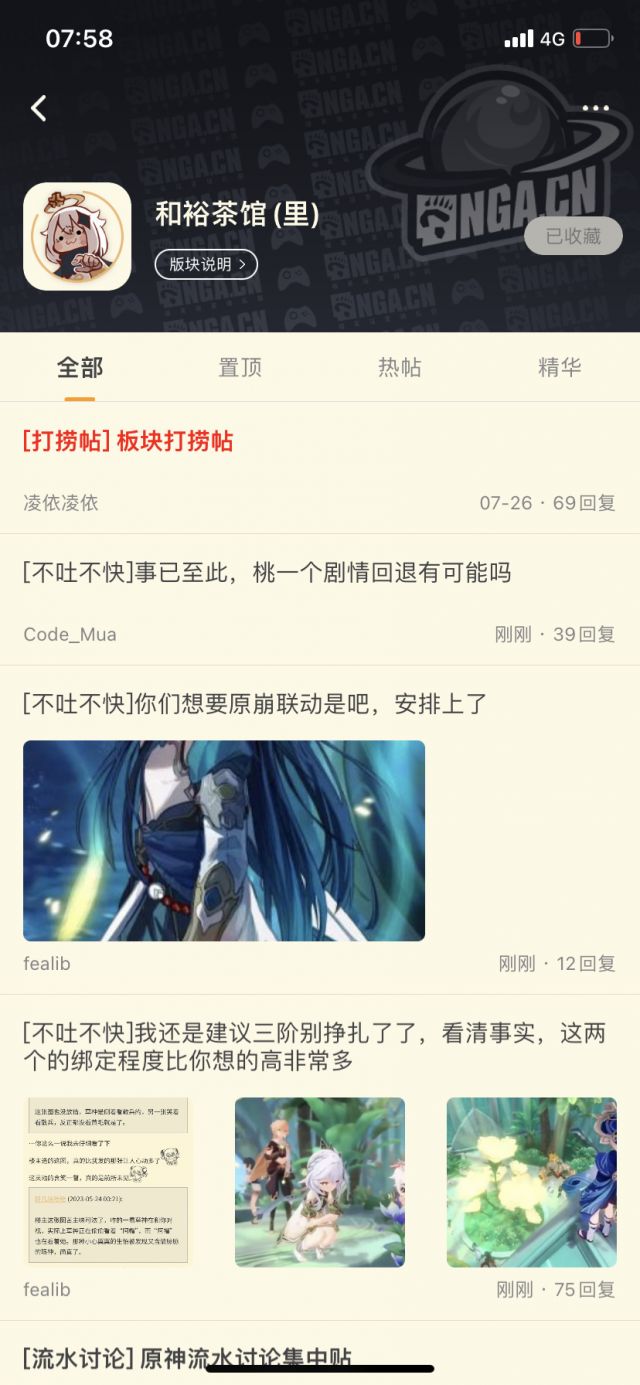 07:58
4G
NGA.CN
和裕茶馆(里)
已收藏
版块说明 >
全部
置顶
热帖
精华
[打捞帖] 板块打捞帖
凌依凌依
07-26 · 69回复
[不吐不快]事已至此，桃一个剧情回退有可能吗
Code_Mua
刚刚 · 39回复
[不吐不快]你们想要原崩联动是吧，安排上了
fealib
刚刚 · 12回复
[不吐不快]我还是建议三阶别挣扎了了，看清事实，这两
个的绑定程度比你想的高非常多
(2023-05-24 00:21):
fealib
刚刚 · 75回复
[流水讨论] 原神流水讨论集中贴